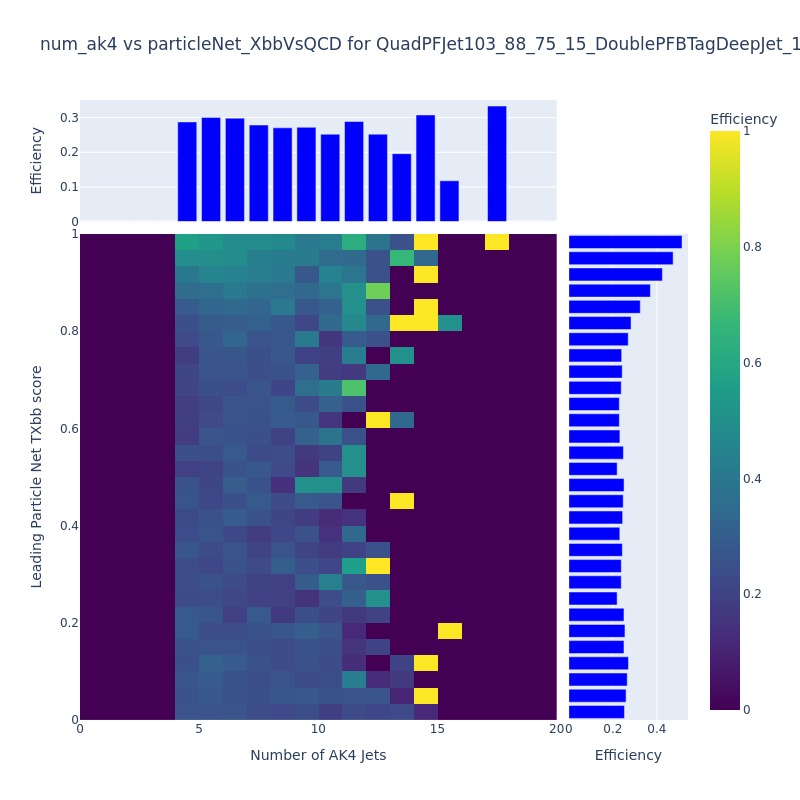 num_ak4 vs particleNet_XbbVsQCD for QuadPFJet103_88_75_15_DoublePFBTagDeepJet_1
Efficiency
0.3
0.2
0.1
0
Efficiency
1
0.8
0.6
0.4
0.2
0
Leading Particle Net TXbb score
1
0.8
0.6
0.4
0.2
0
0 5 10 15 20
Number of AK4 Jets
0 0.2 0.4
Efficiency